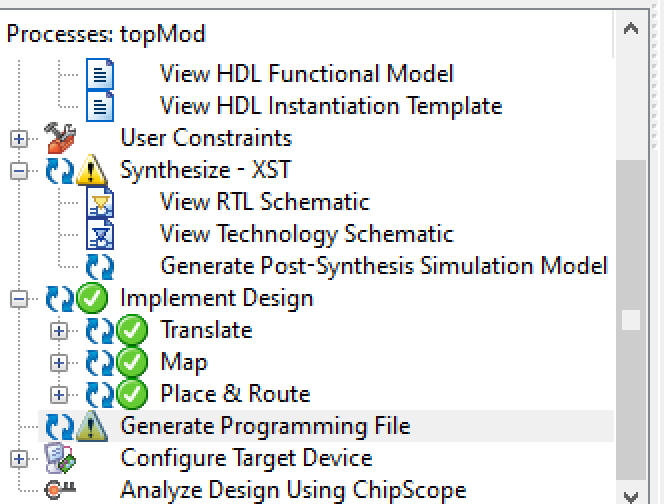 Processes: topMod
View HDL Functional Model
View HDL Instantiation Template
User Constraints
Synthesize - XST
View RTL Schematic
View Technology Schematic
Generate Post-Synthesis Simulation Model
Implement Design
Translate
Map
Place & Route
Generate Programming File
Configure Target Device
Analyze Design Using ChipScope